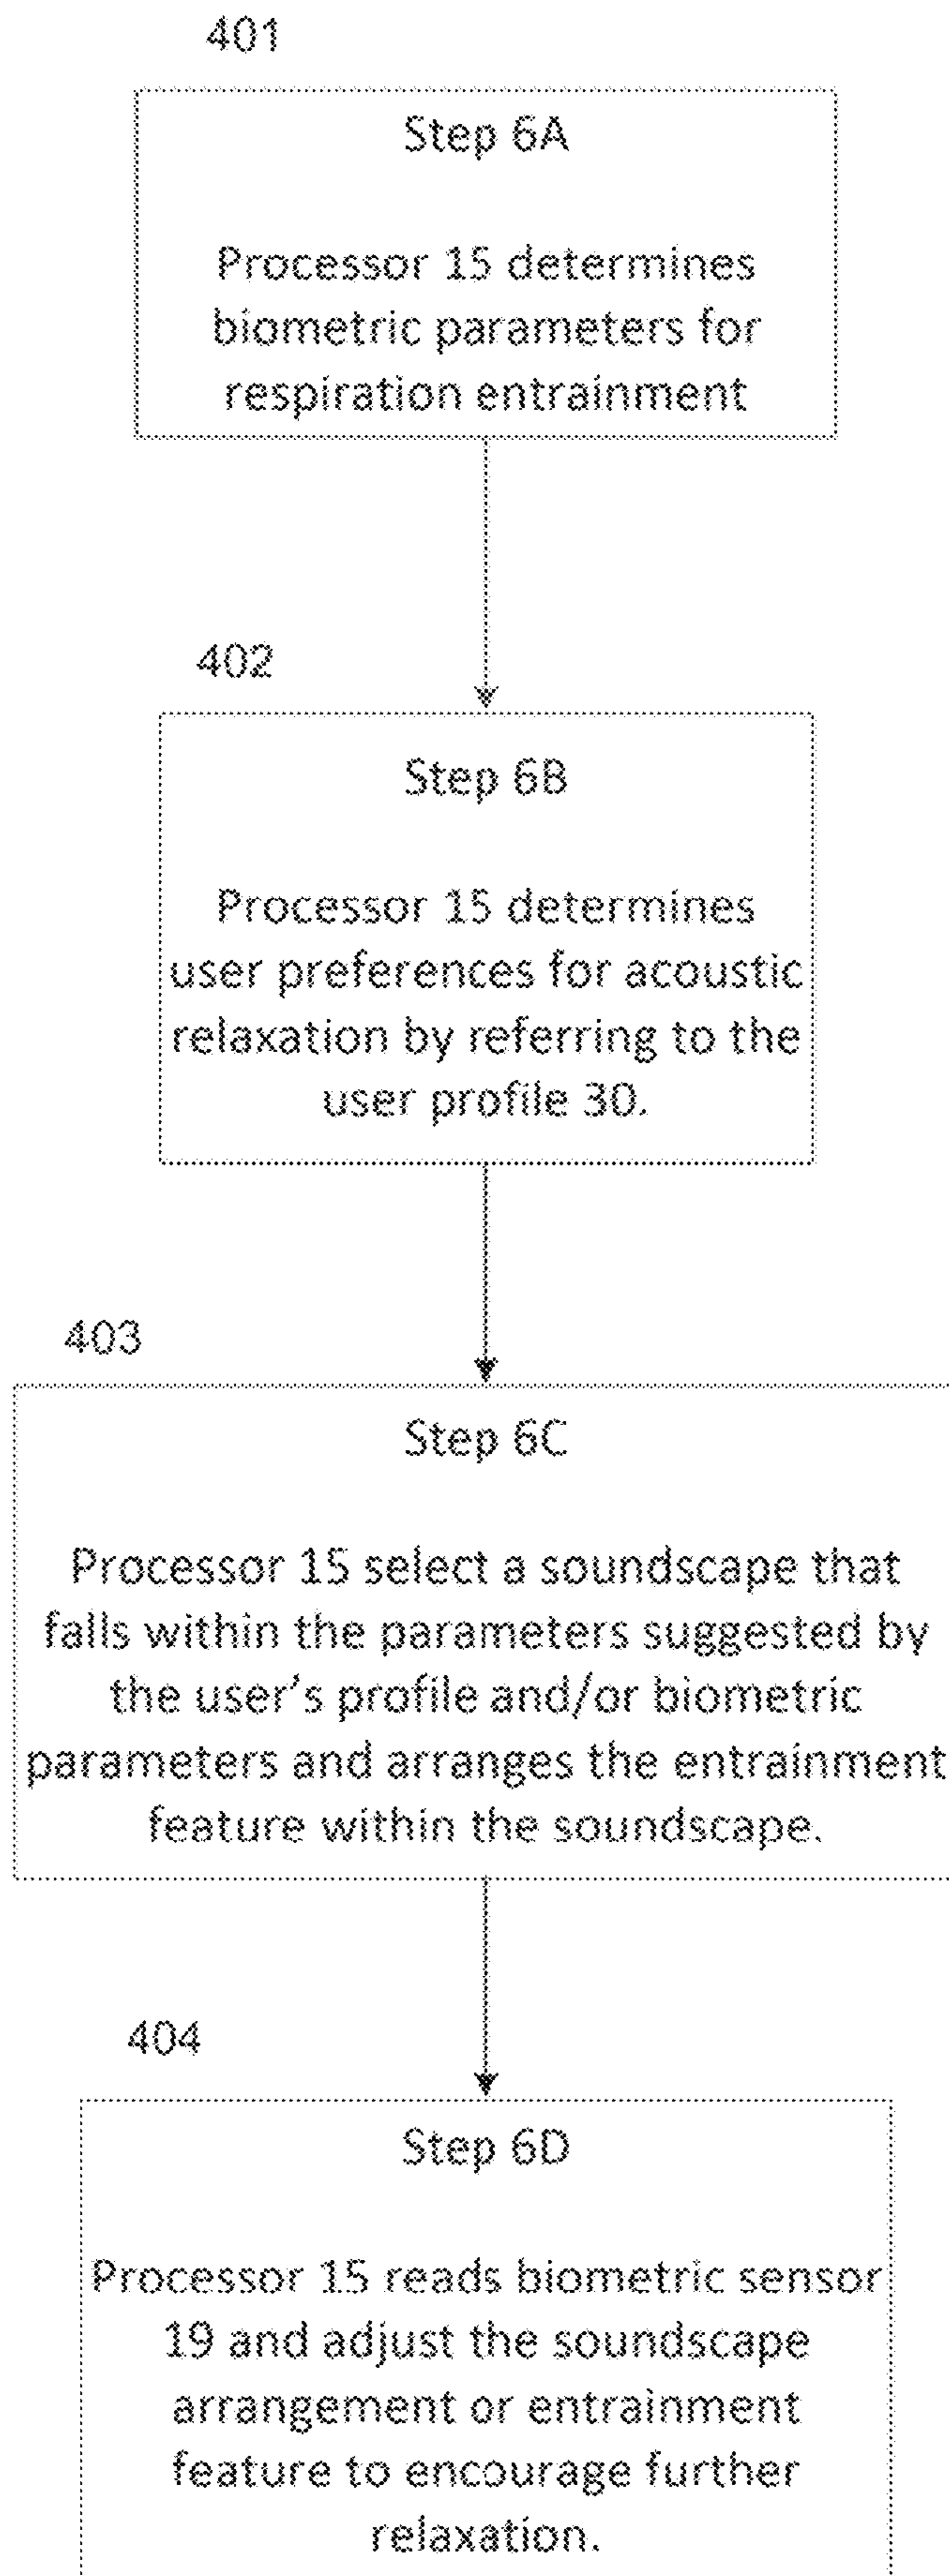 401
Step 6A
Processor 15 determines
biometric parameters for
respiration entrainment
402
Step 6B
Processor 15 determines
user preferences for acoustic
relaxation by referring to the
user profile 30.
403
Step 6C
Processor 15 select a soundscape that
falls within the parameters suggested by
the user's profile and/or biometric
parameters and arranges the entrainment
feature within the soundscape.
404
Step 6D
Processor 15 reads biometric sensor
19 and adjust the soundscape
arrangement or entrainment
feature to encourage further
relaxation.